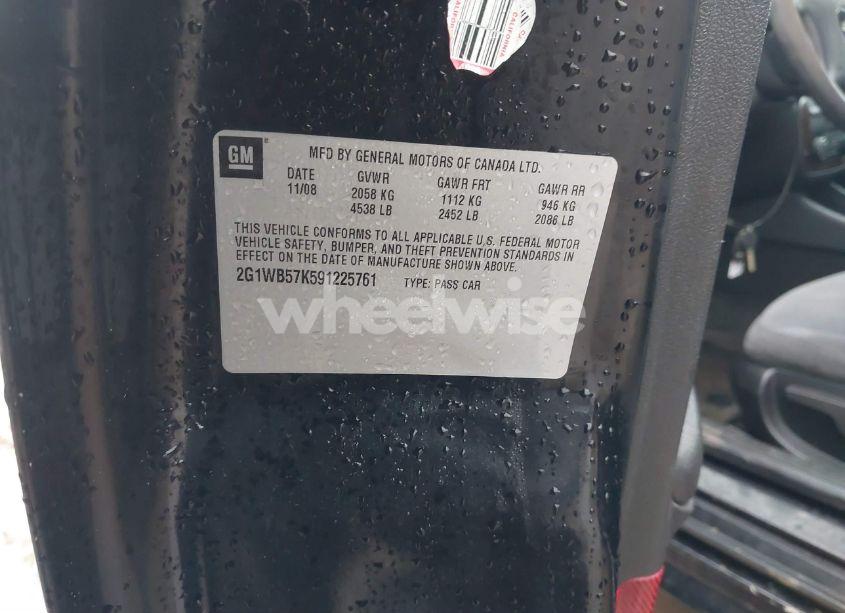 CALIFORNIA
GM
MFD BY GENERAL MOTORS OF CANADA LTD.
DATE GVWR GAWR FRT GAWR RR
11/08 2058 KG 1112 KG 946 KG
4538 LB 2452 LB 2086 LB
THIS VEHICLE CONFORMS TO ALL APPLICABLE U.S. FEDERAL MOTOR
VEHICLE SAFETY, BUMPER, AND THEFT PREVENTION STANDARDS IN
EFFECT ON THE DATE OF MANUFACTURE SHOWN ABOVE.
2G1WB57K591225761 TYPE: PASS CAR
wheelwise